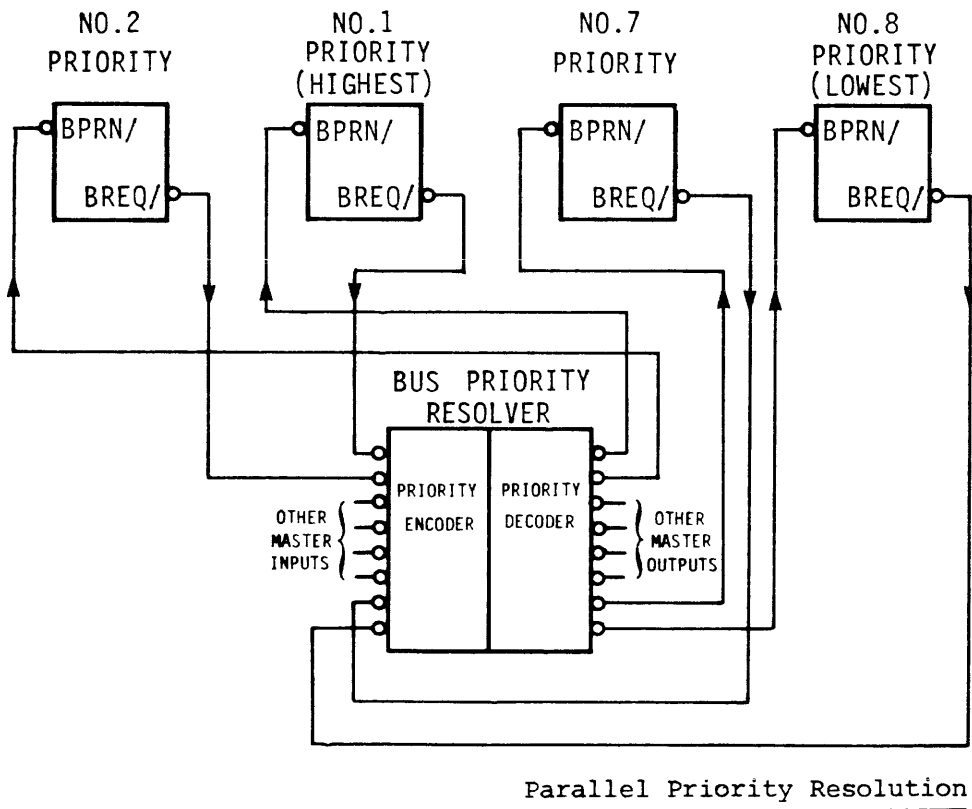 NO.2
PRIORITY
NO.1
PRIORITY
(HIGHEST)
NO.7
PRIORITY
NO.8
PRIORITY
(LOWEST)
BPRN/
BREQ/
BPRN/
BREQ/
BPRN/
BREQ/
BPRN/
BREQ/
BUS PRIORITY
RESOLVER
PRIORITY
ENCODER
PRIORITY
DECODER
OTHER
MASTER
INPUTS
OTHER
MASTER
OUTPUTS
Parallel Priority Resolution